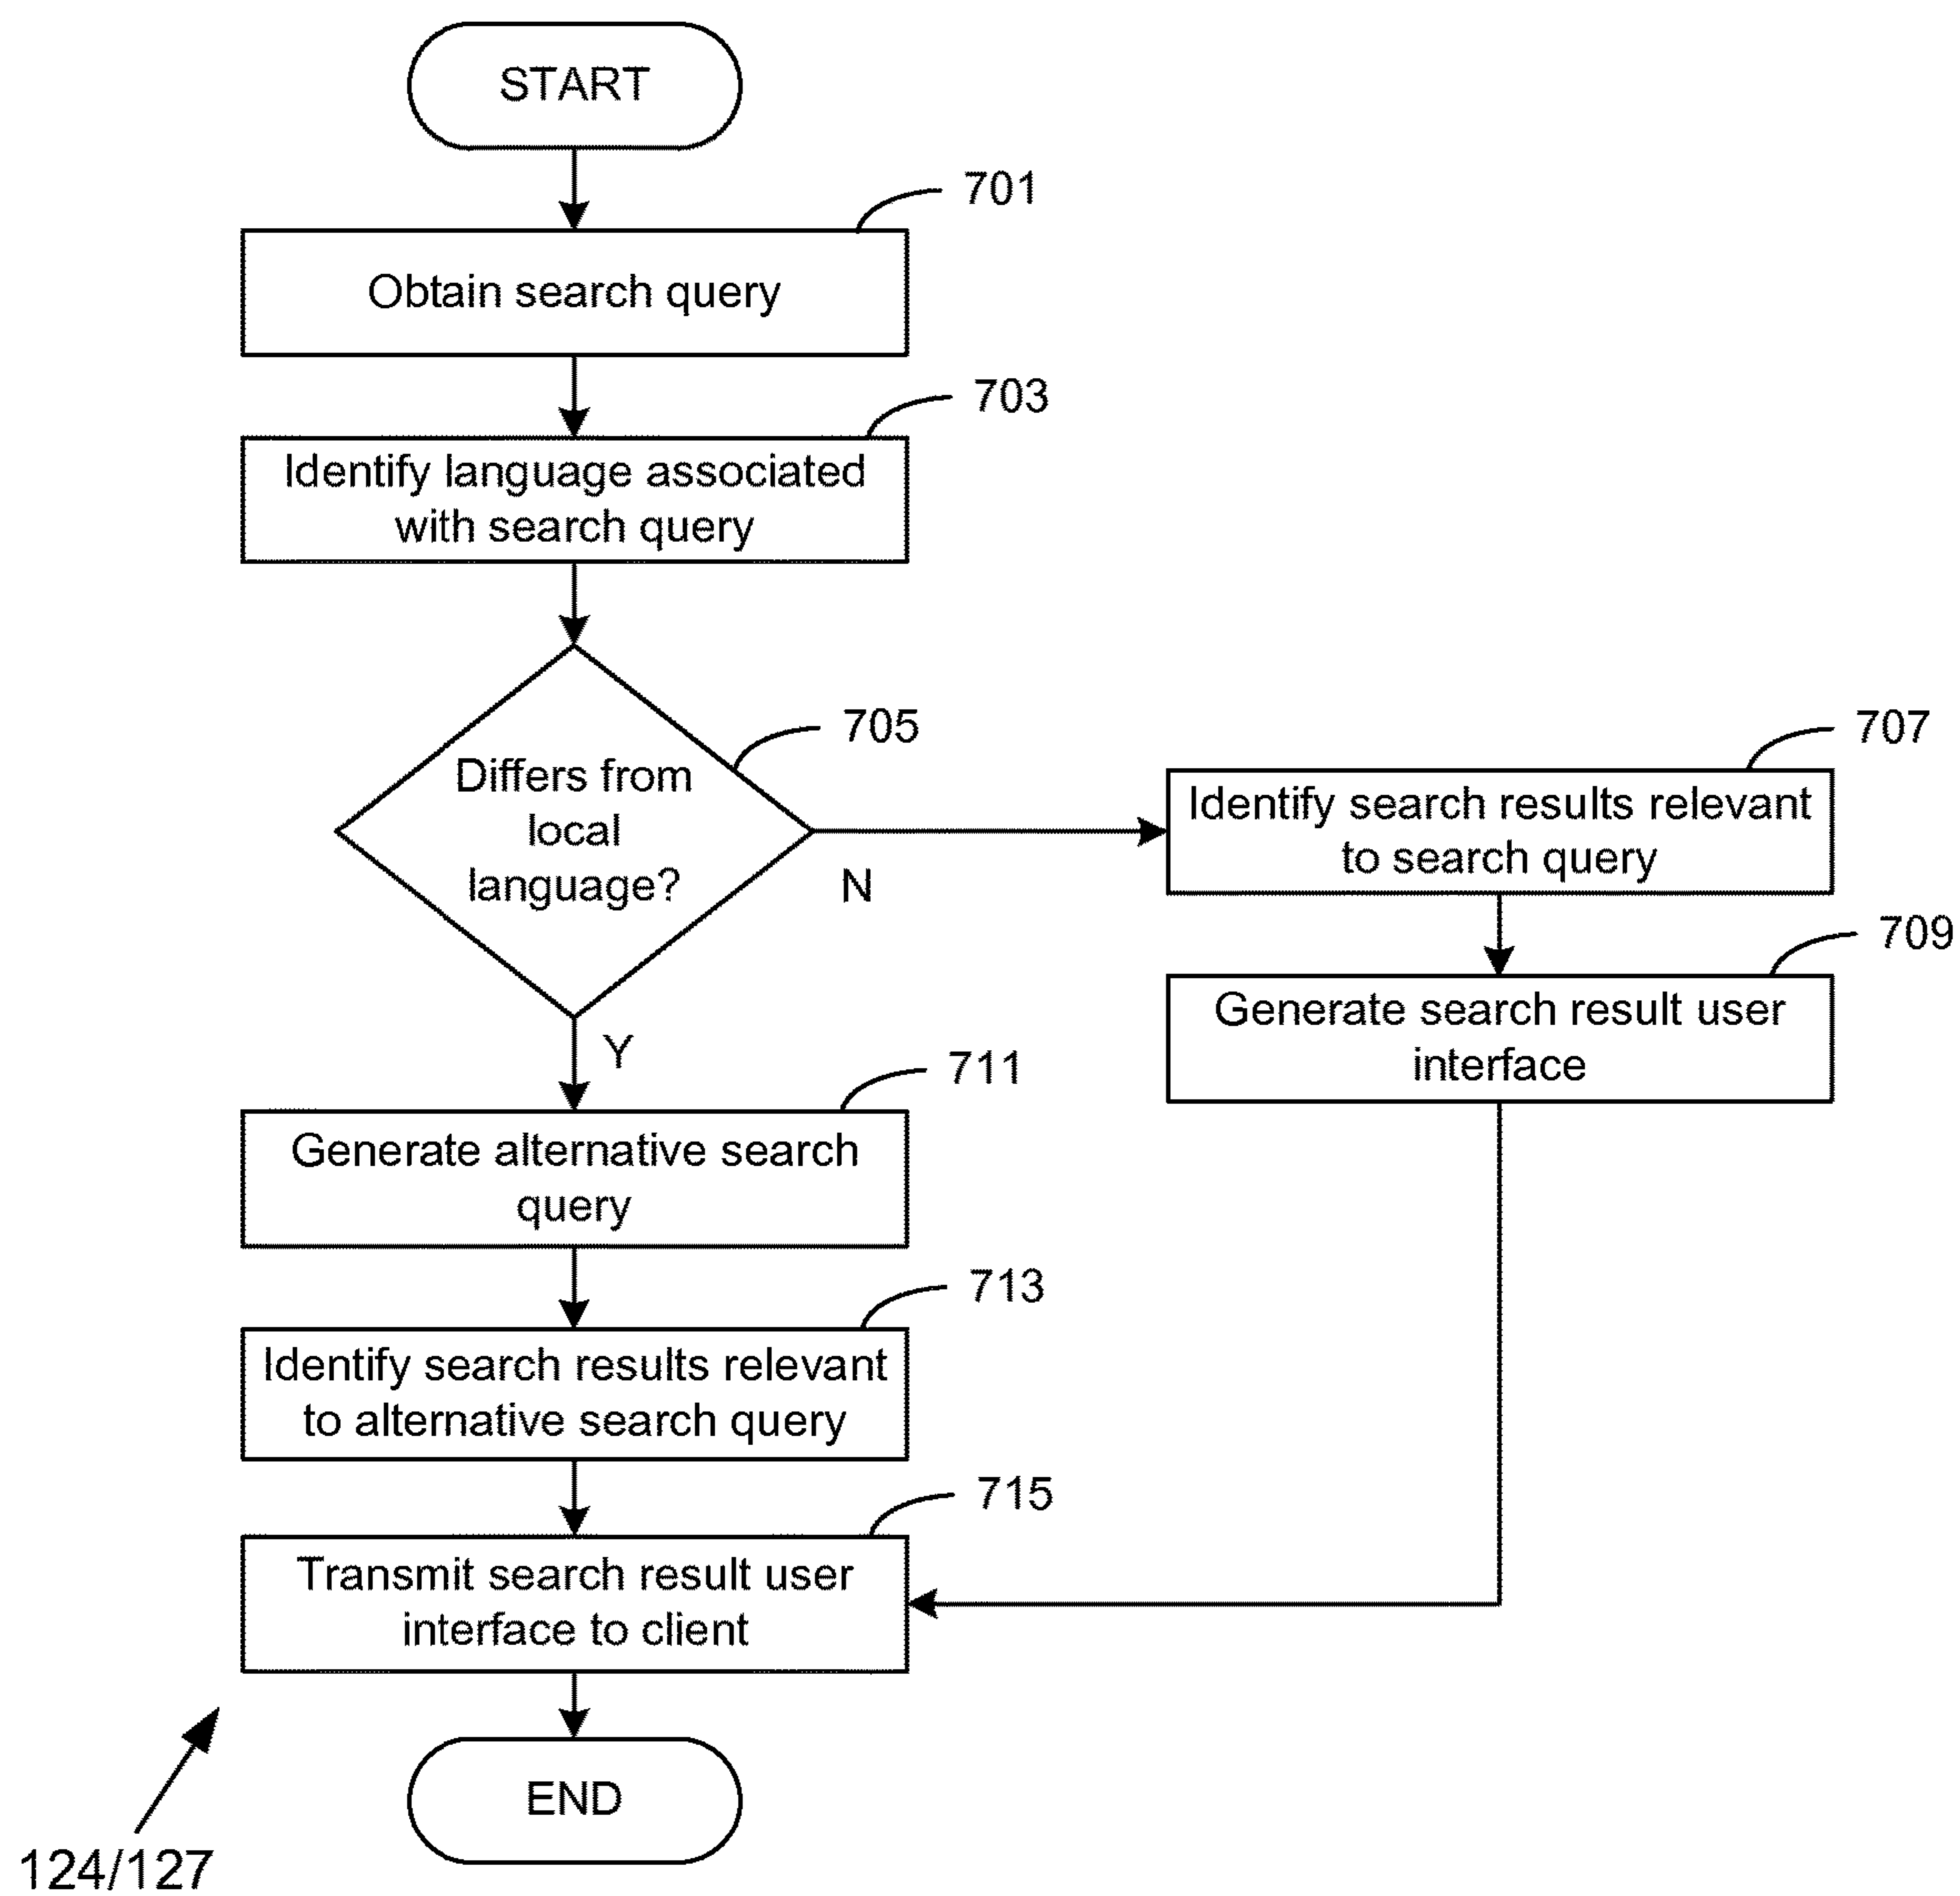 START
701
Obtain search query
703
Identify language associated
with search query
705
Differs from
local
language?
N
707
Identify search results relevant
to search query
709
Generate search result user
interface
Y
711
Generate alternative search
query
713
Identify search results relevant
to alternative search query
715
Transmit search result user
interface to client
END
124/127